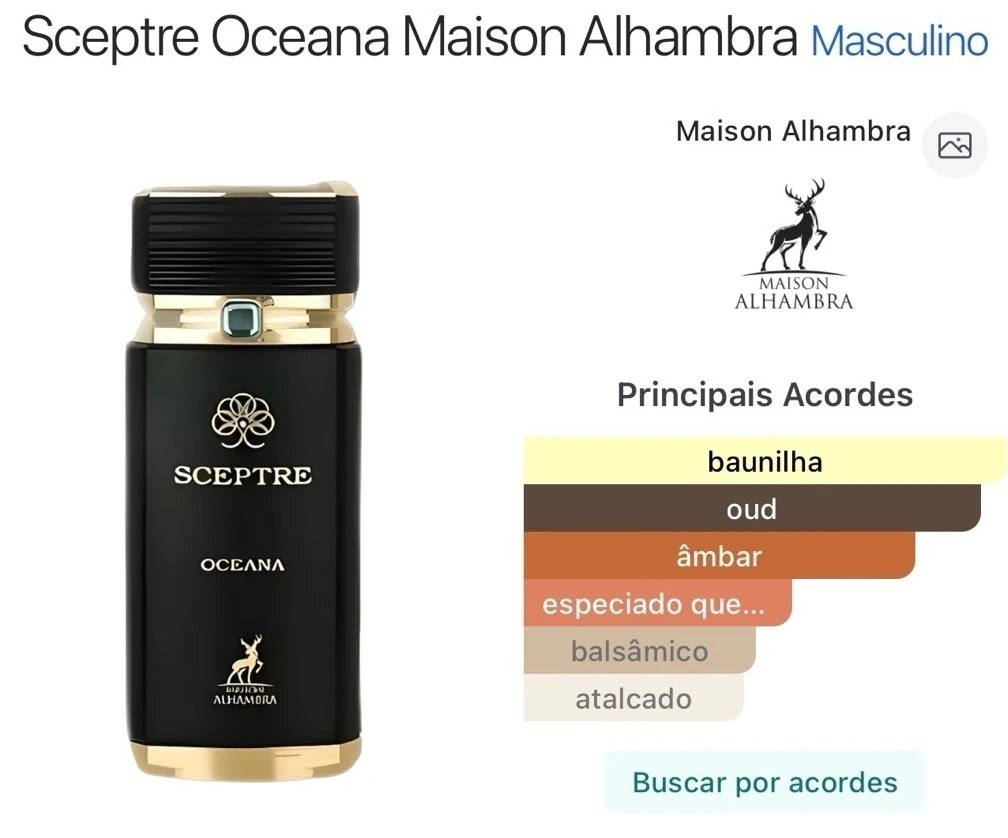 Sceptre Oceana Maison Alhambra Masculino
Maison Alhambra
MAISON
ALHAMBRA
SCEPTRE
OCEANA
ALHAMBRA
Principais Acordes
baunilha
oud
âmbar
especiado que...
balsâmico
atalcado
Buscar por acordes